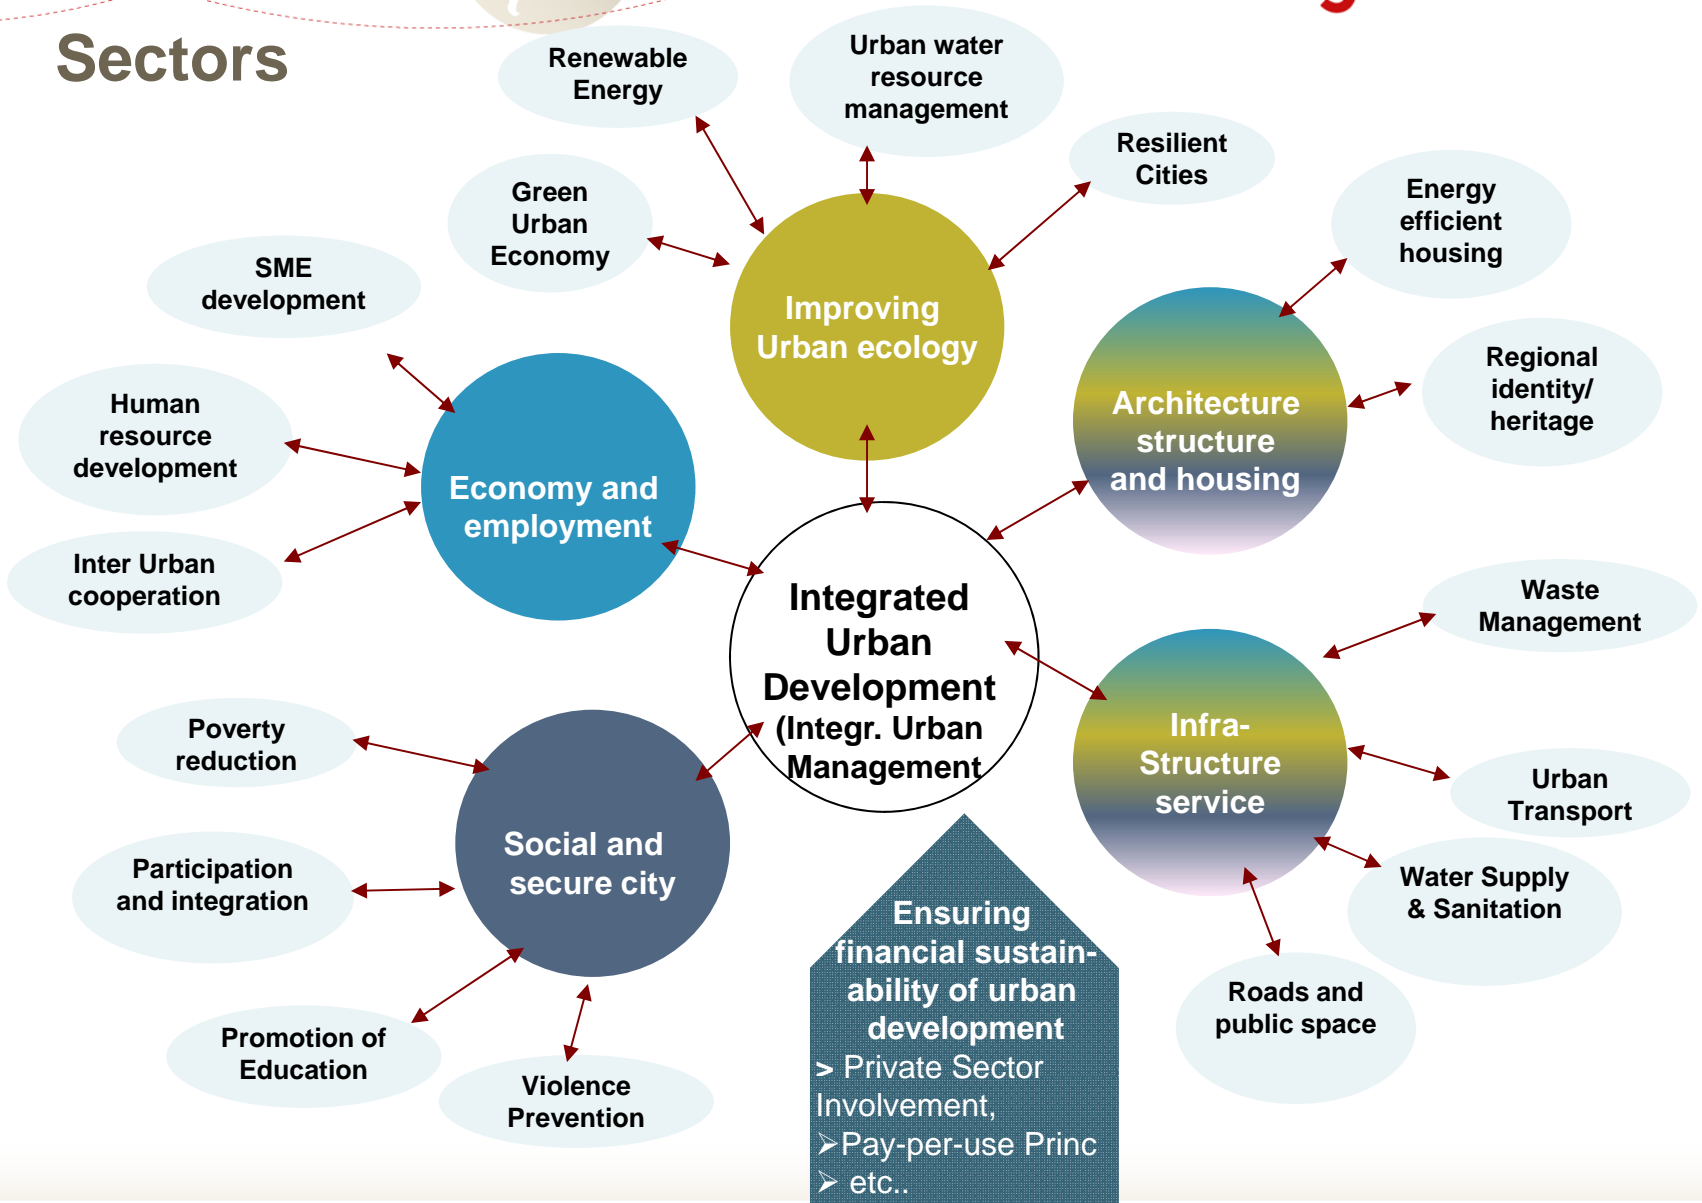 Sectors
Renewable
Energy
Urban water
resource
management
Resilient
Cities
Green
Urban
Economy
Energy
efficient
housing
SME
development
Improving
Urban ecology
Regional
identity/
heritage
Human
resource
development
Architecture
structure
and housing
Economy and
employment
Inter Urban
cooperation
Integrated
Urban
Development
(Integr. Urban
Management
Waste
Management
Poverty
reduction
Infra-
Structure
service
Urban
Transport
Social and
secure city
Participation
and integration
Water Supply
& Sanitation
Ensuring
financial sustain-
ability of urban
development
> Private Sector
Involvement,
➢Pay-per-use Princ
➢ etc..
Roads and
public space
Promotion of
Education
Violence
Prevention